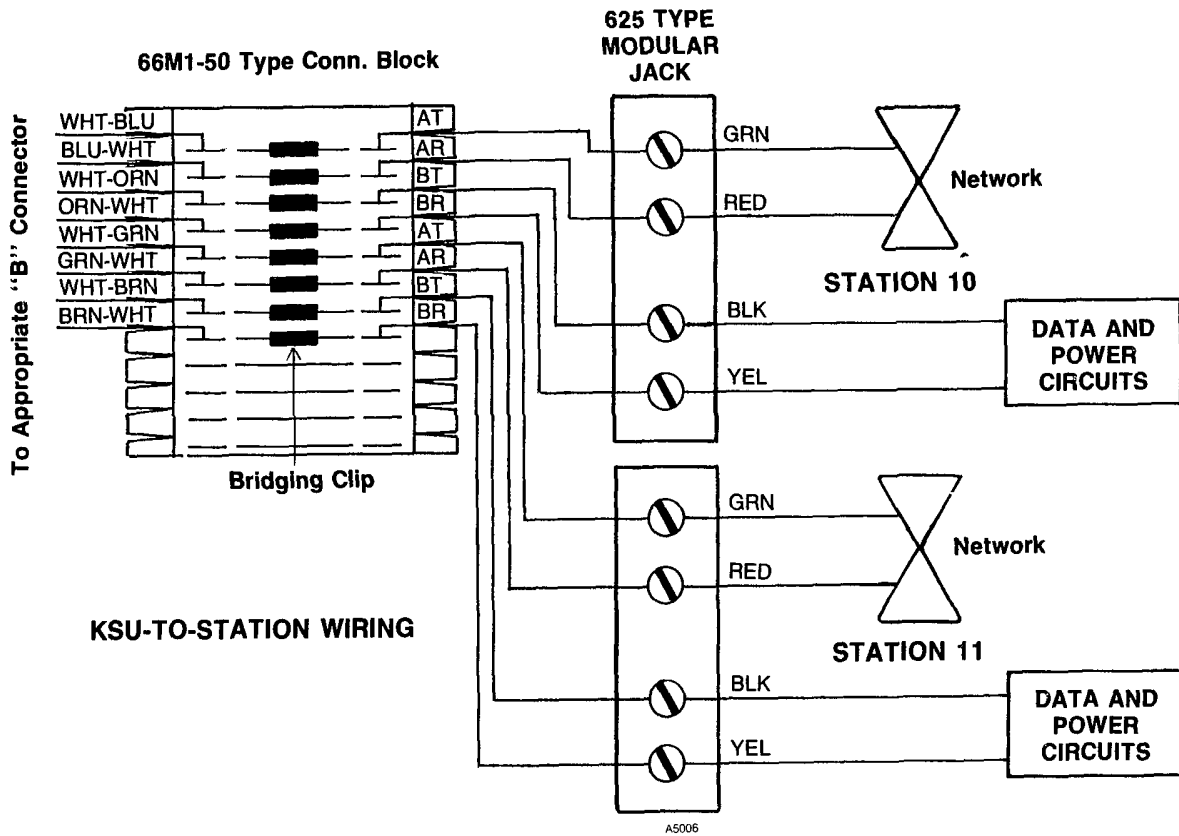 625 TYPE
MODULAR
JACK
66M1-50 Type Conn. Block
To Appropriate "B" Connector
WHT-BLU
BLU-WHT
WHT-ORN
ORN-WHT
WHT-GRN
GRN-WHT
WHT-BRN
BRN-WHT
AT
AR
BT
BR
AT
AR
BT
BR
Bridging Clip
GRN
RED
BLK
YEL
Network
STATION 10
DATA AND
POWER
CIRCUITS
GRN
RED
BLK
YEL
Network
STATION 11
DATA AND
POWER
CIRCUITS
KSU-TO-STATION WIRING
A5006